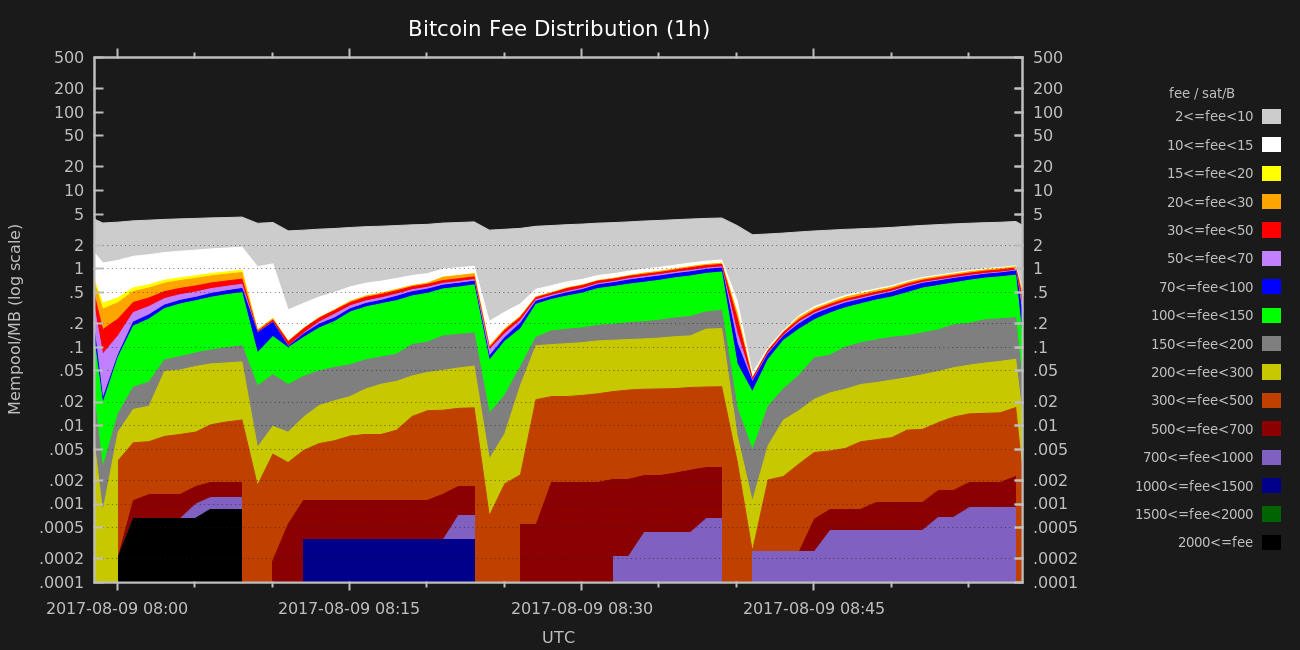 Bitcoin Fee Distribution (1h)
500
200
100
50
20
10
5
2
1
.5
.2
.1
.05
.02
.01
.005
.002
.001
.0005
.0002
.0001
Mempool/MB (log scale)
500
200
100
50
20
10
5
2
1
.5
.2
.1
.05
.02
.01
.005
.002
.001
.0005
.0002
.0001
2017-08-09 08:00
2017-08-09 08:15
2017-08-09 08:30
2017-08-09 08:45
UTC
fee / sat/B
2<=fee<10
10<=fee<15
15<=fee<20
20<=fee<30
30<=fee<50
50<=fee<70
70<=fee<100
100<=fee<150
150<=fee<200
200<=fee<300
300<=fee<500
500<=fee<700
700<=fee<1000
1000<=fee<1500
1500<=fee<2000
2000<=fee